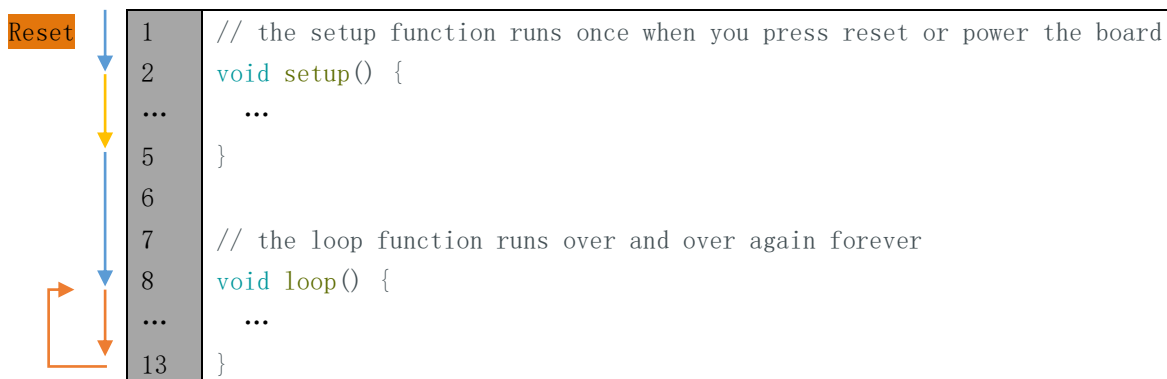 Reset
1 // the setup function runs once when you press reset or power the board
2 void setup() {
... ...
5 }
6
7 // the loop function runs over and over again forever
8 void loop() {
... ...
13 }